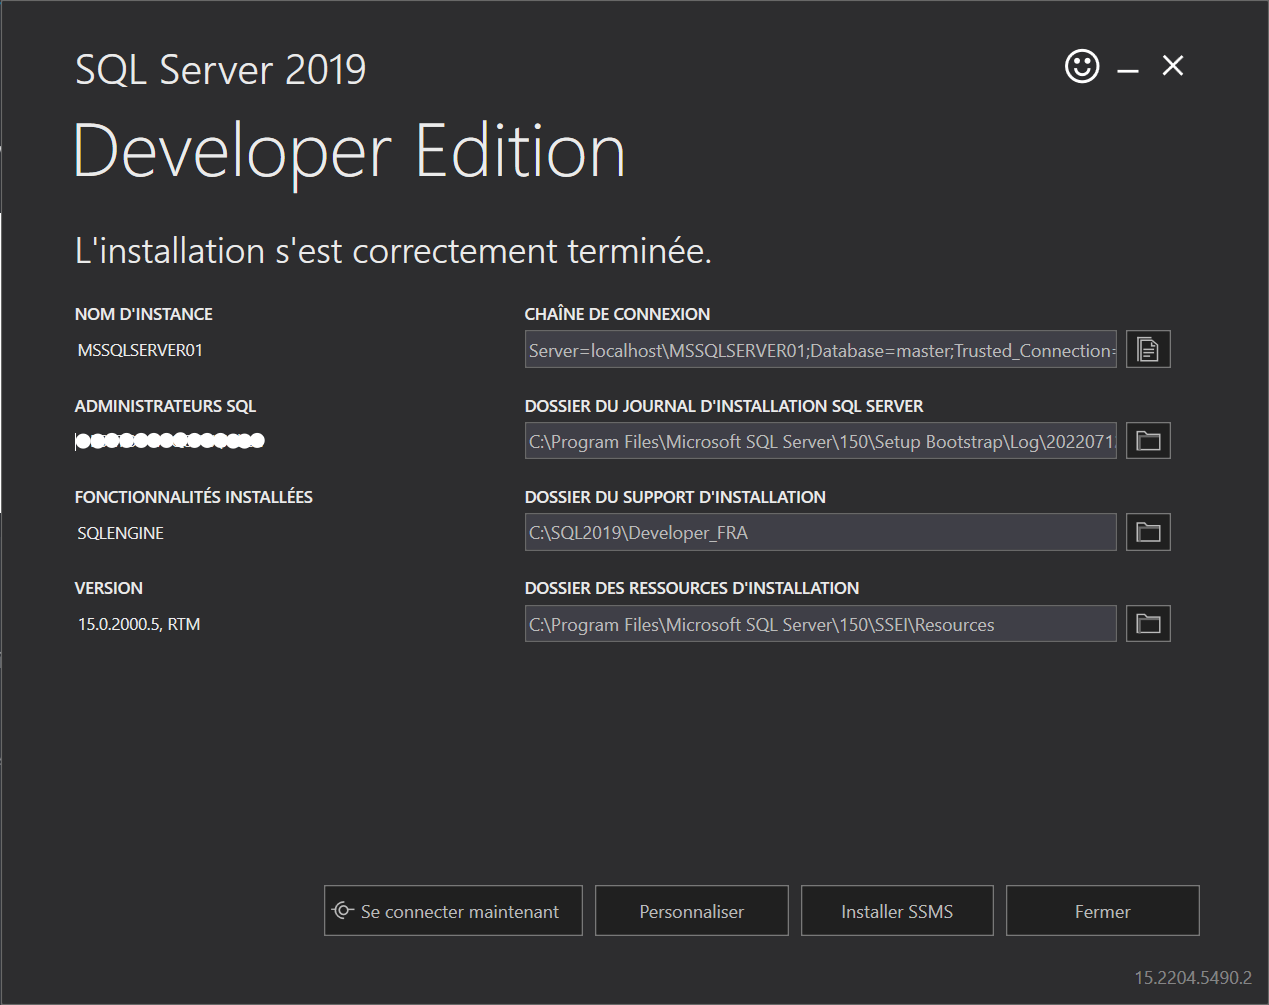 SQL Server 2019
Developer Edition
L'installation s'est correctement terminée.
NOM D'INSTANCE
MSSQLSERVER01
CHAÎNE DE CONNEXION
Server=localhost\MSSQLSERVER01;Database=master;Trusted_Connection=
ADMINISTRATEURS SQL
DOSSIER DU JOURNAL D'INSTALLATION SQL SERVER
C:\Program Files\Microsoft SQL Server\150\Setup Bootstrap\Log\2022071
FONCTIONNALITÉS INSTALLÉES
SQLENGINE
DOSSIER DU SUPPORT D'INSTALLATION
C:\SQL2019\Developer_FRA
VERSION
15.0.2000.5, RTM
DOSSIER DES RESSOURCES D'INSTALLATION
C:\Program Files\Microsoft SQL Server\150\SSEI\Resources
Se connecter maintenant
Personnaliser
Installer SSMS
Fermer
15.2204.5490.2